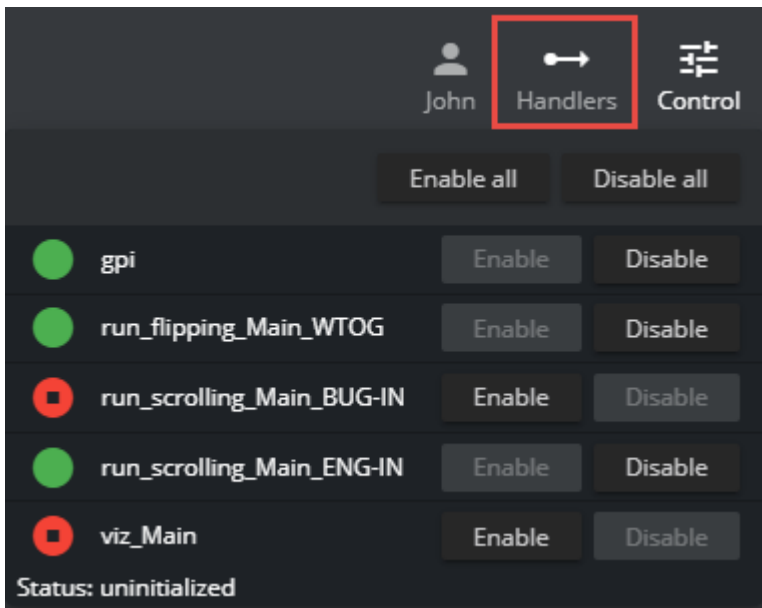 John Handlers Control
Enable all Disable all
gpi Enable Disable
run_flipping_Main_WTOG Enable Disable
run_scrolling_Main_BUG-IN Enable Disable
run_scrolling_Main_ENG-IN Enable Disable
viz_Main Enable Disable
Status: uninitialized